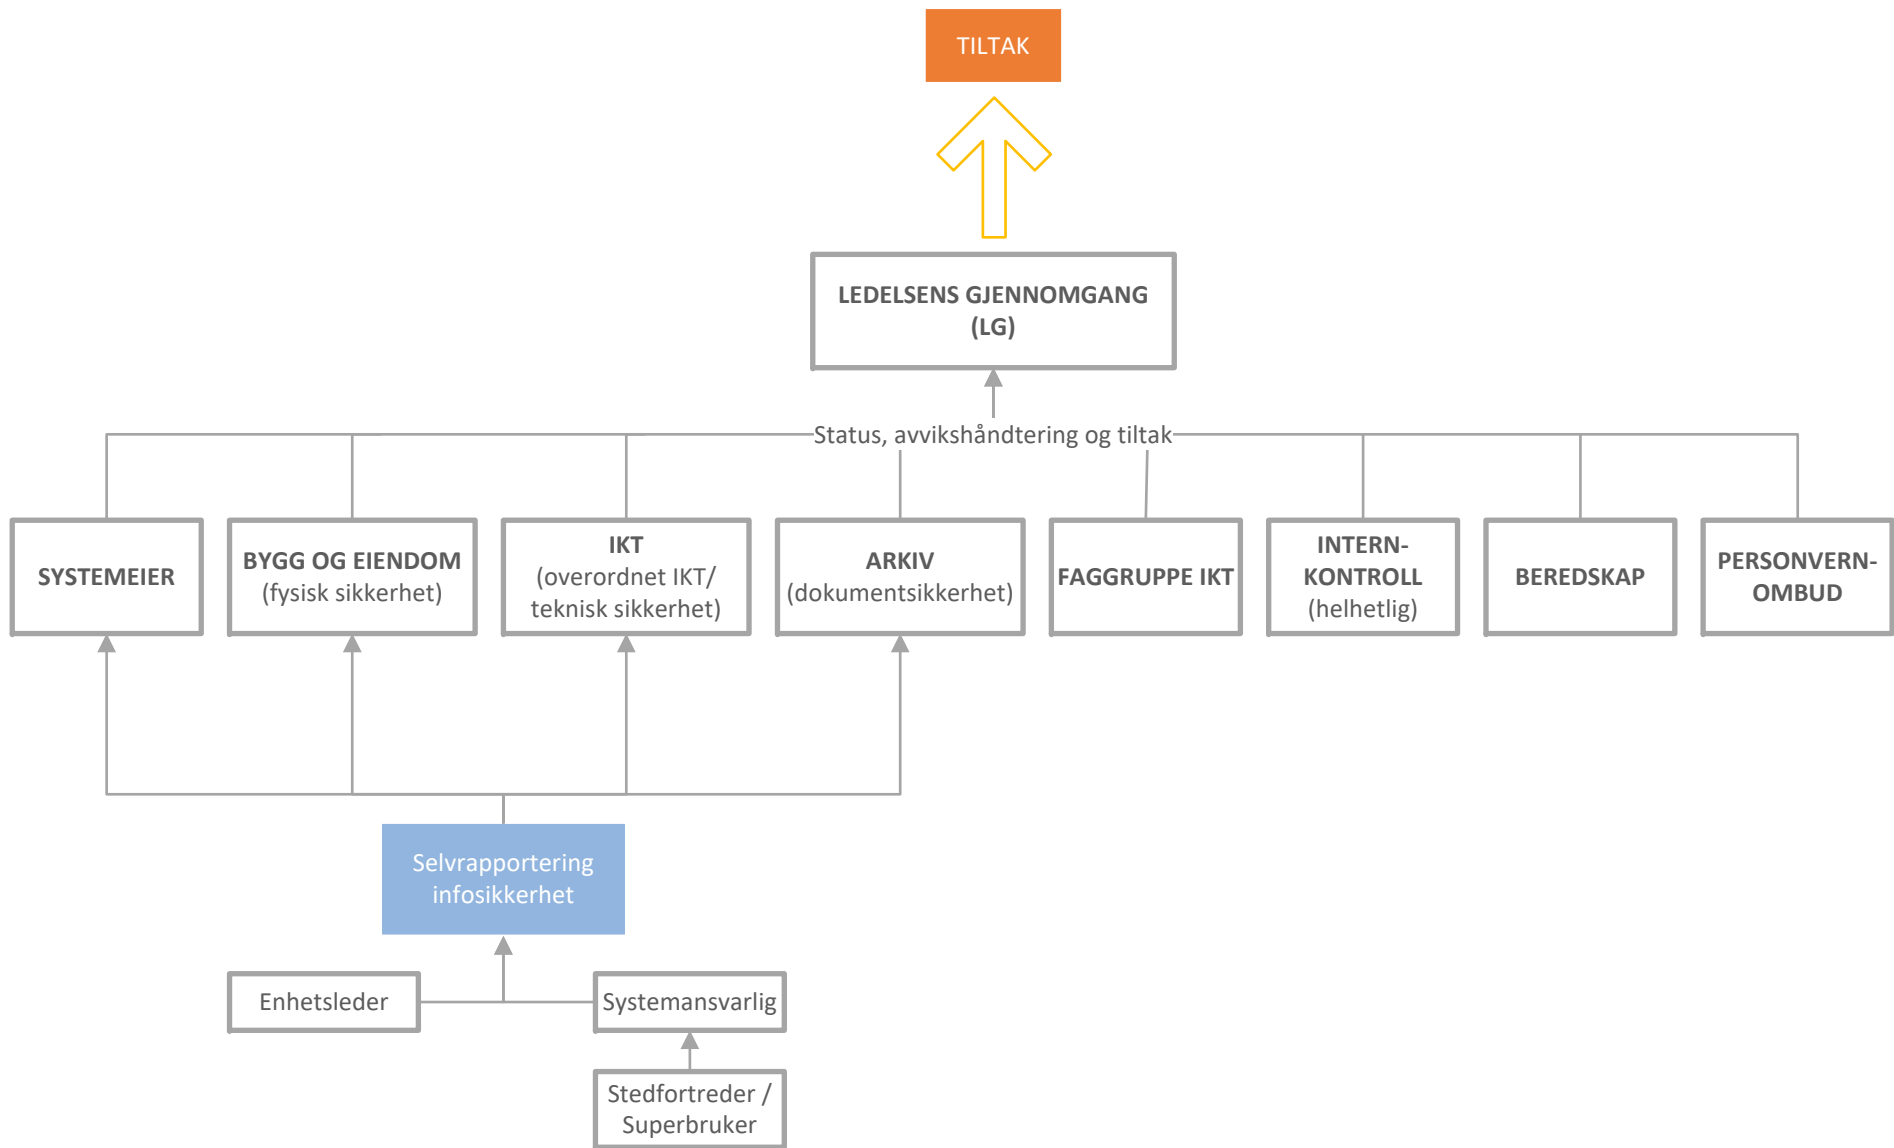 TILTAK
LEDELSENS GJENNOMGANG
(LG)
Status, avvikshåndtering og tiltak
SYSTEMEIER
BYGG OG EIENDOM
(fysisk sikkerhet)
IKT
(overordnet IKT/
teknisk sikkerhet)
ARKIV
(dokumentsikkerhet)
FAGGRUPPE IKT
INTERN-
KONTROLL
(helhetlig)
BEREDSKAP
PERSONVERN-
OMBUD
Selvrapportering
infosikkerhet
Enhetsleder
Systemansvarlig
Stedfortreder /
Superbruker